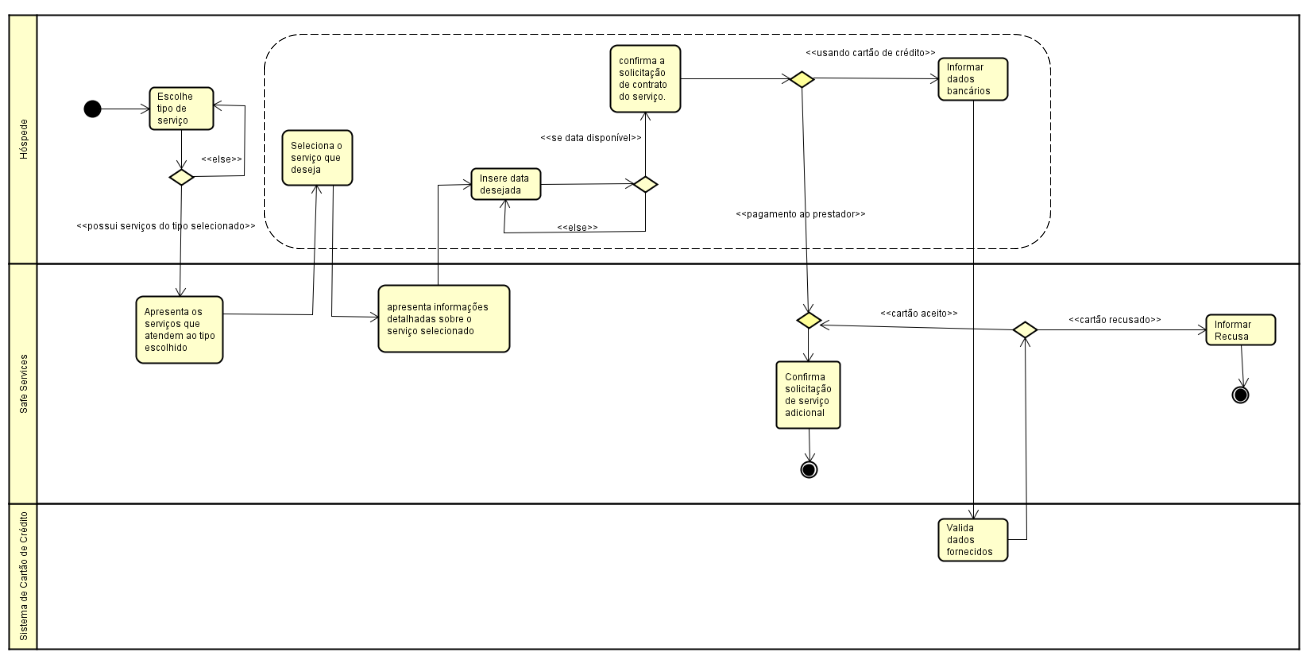 Hóspede
<<usando cartão de crédito>>
confirma a
solicitação
de contrato
do serviço.
Informar
dados
bancários
Escolhe
tipo de
serviço
<<se data disponível>>
Seleciona o
serviço que
deseja
<<else>>
Insere data
desejada
<<pagamento ao prestador>>
<<possui serviços do tipo selecionado>>
<<else>>
Safe Services
Apresenta os
serviços que
atendem ao tipo
escolhido
apresenta informações
detalhadas sobre o
serviço selecionado
<<cartão aceito>>
<<cartão recusado>>
Informar
Recusa
Confirma
solicitação
de serviço
adicional
Sistema de Cartão de Crédito
Valida
dados
fornecidos